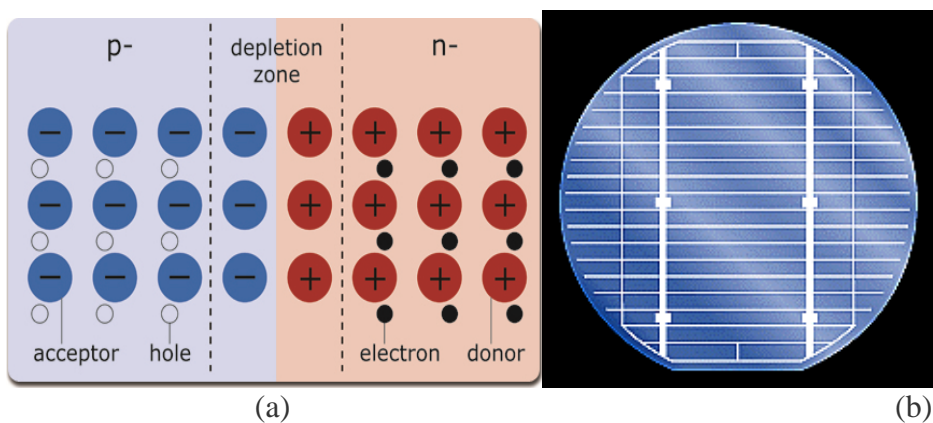 p-
depletion
zone
n-
acceptor
hole
electron
donor
(a)
(b)